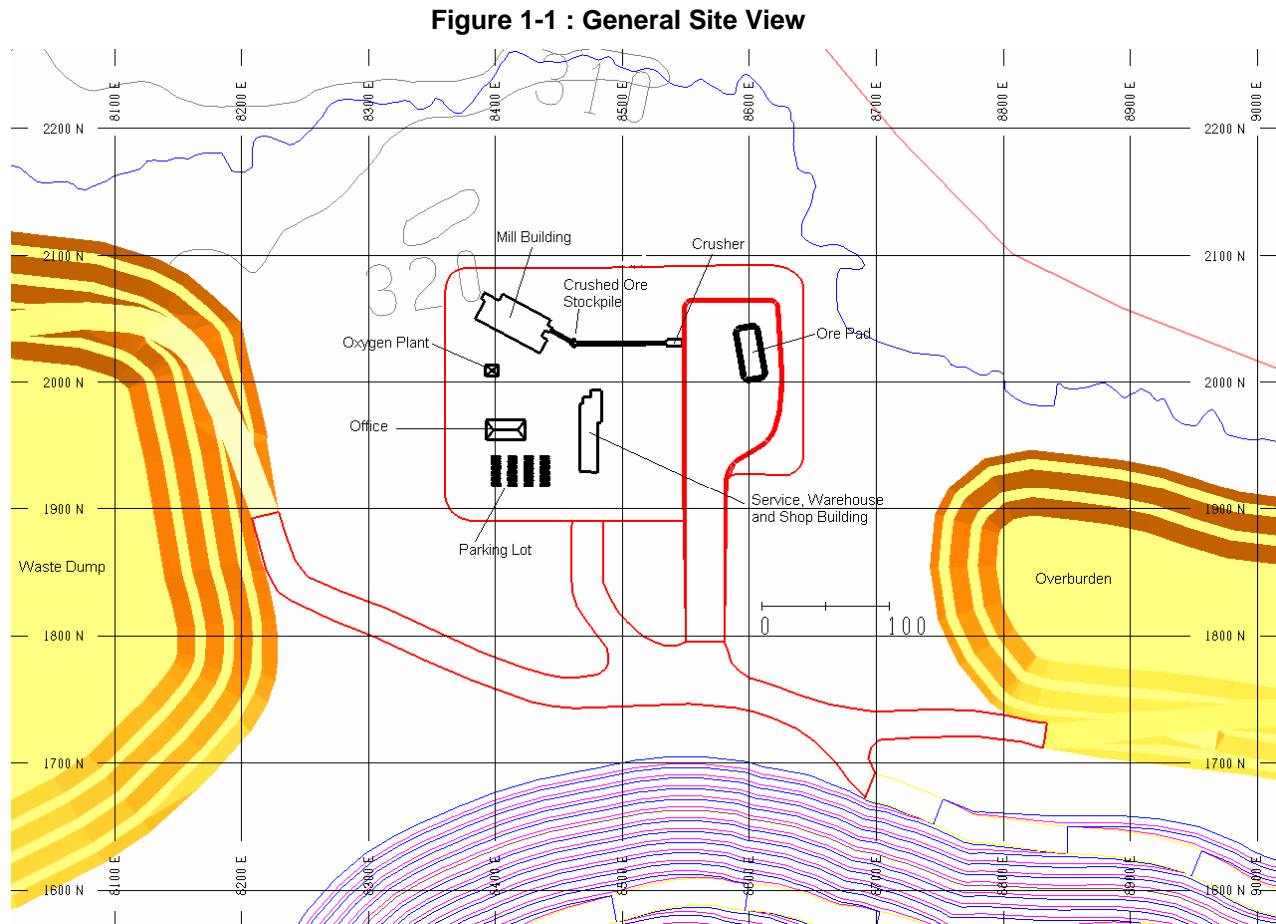 Figure 1-1 : General Site View
8100 E
8200 E
8300 E
8400 E
8500 E
8600 E
8700 E
8800 E
8900 E
9000 E
310
2200 N
2200 N
Mill Building
Crusher
2100 N
2100 N
320
Crushed Ore
Stockpile
Oxygen Plant
Ore Pad
2000 N
2000 N
Office
Service, Warehouse
and Shop Building
1900 N
1900 N
Parking Lot
Waste Dump
Overburden
0
100
1800 N
1800 N
1700 N
1700 N
1600 N
1600 N
8100 E
8200 E
8300 E
8400 E
8500 E
8600 E
8700 E
8800 E
8900 E
9000 E